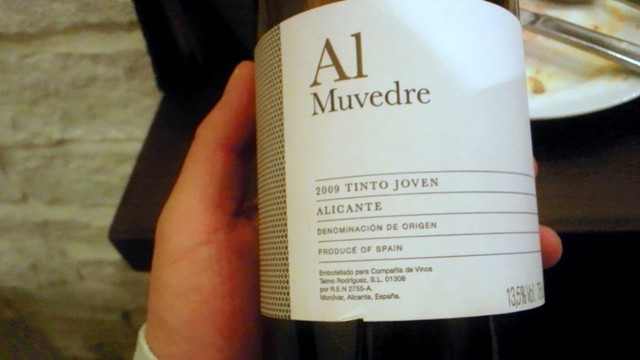 Al
Muvedre
2009 TINTO JOVEN
ALICANTE
DENOMINACIÓN DE ORIGEN
PRODUCE OF SPAIN
Embotellado para Compañía de Vinos
Telmo Rodríguez, S.L. 01308
por R.E.N 2755-A.
Monóvar, Alicante, España.
13,5% Vol.